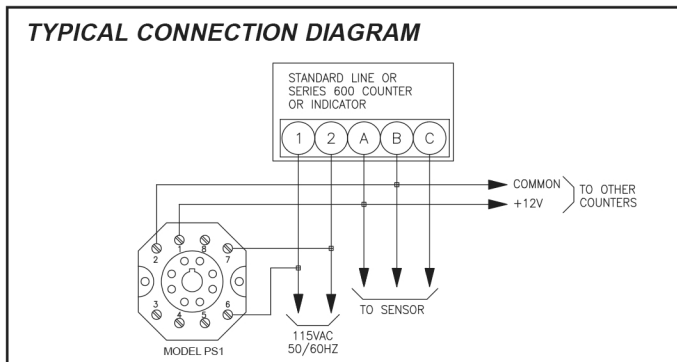 TYPICAL CONNECTION DIAGRAM
STANDARD LINE OR
SERIES 600 COUNTER
OR INDICATOR
1 2 A B C
COMMON
+12V
TO OTHER
COUNTERS
2 1 8 7
3 4 5 6
MODEL PS1
115VAC
50/60HZ
TO SENSOR